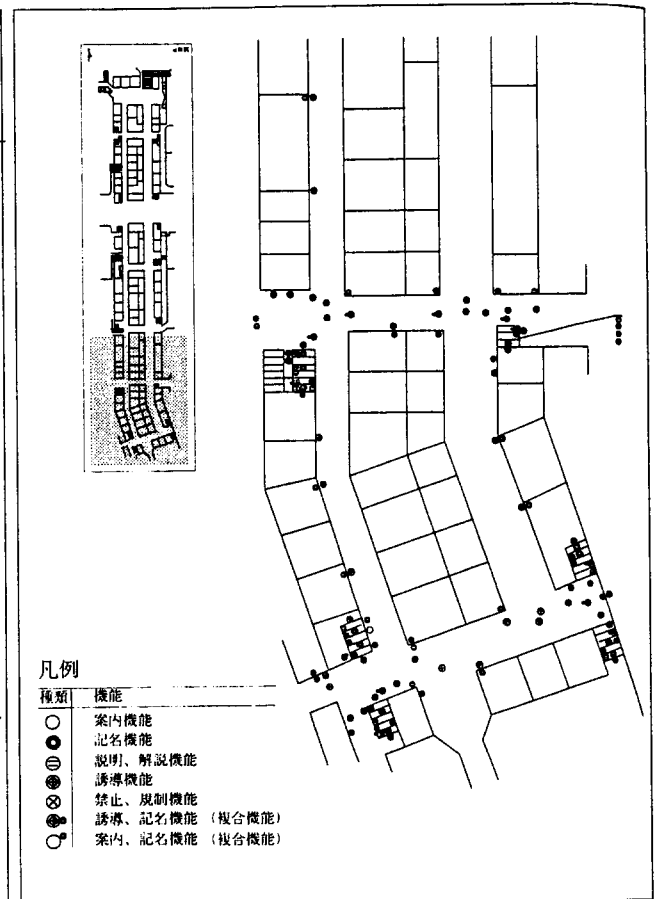 凡例
種類 機能
案内機能
記名機能
説明、解説機能
誘導機能
禁止、規制機能
誘導、記名機能 (複合機能)
案内、記名機能 (複合機能)